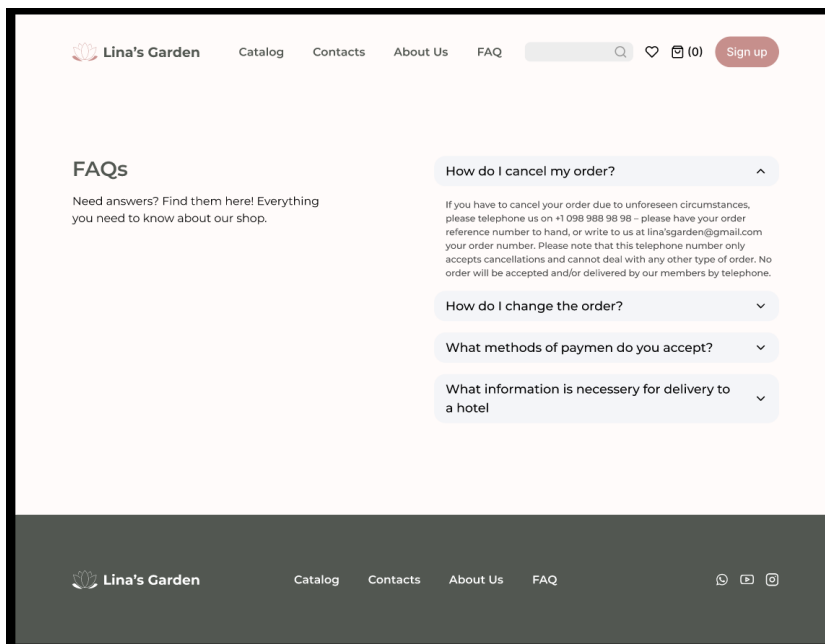 Lina’s Garden
Catalog
Contacts
About Us
FAQ
(0)
Sign up
FAQs
Need answers? Find them here! Everything
you need to know about our shop.
How do I cancel my order?
If you have to cancel your order due to unforeseen circumstances,
please telephone us on +1 098 988 98 98 – please have your order
reference number to hand, or write to us at lina’sgarden@gmail.com
your order number. Please note that this telephone number only
accepts cancellations and cannot deal with any other type of order. No
order will be accepted and/or delivered by our members by telephone.
How do I change the order?
What methods of paymen do you accept?
What information is necessery for delivery to
a hotel
Lina’s Garden
Catalog
Contacts
About Us
FAQ